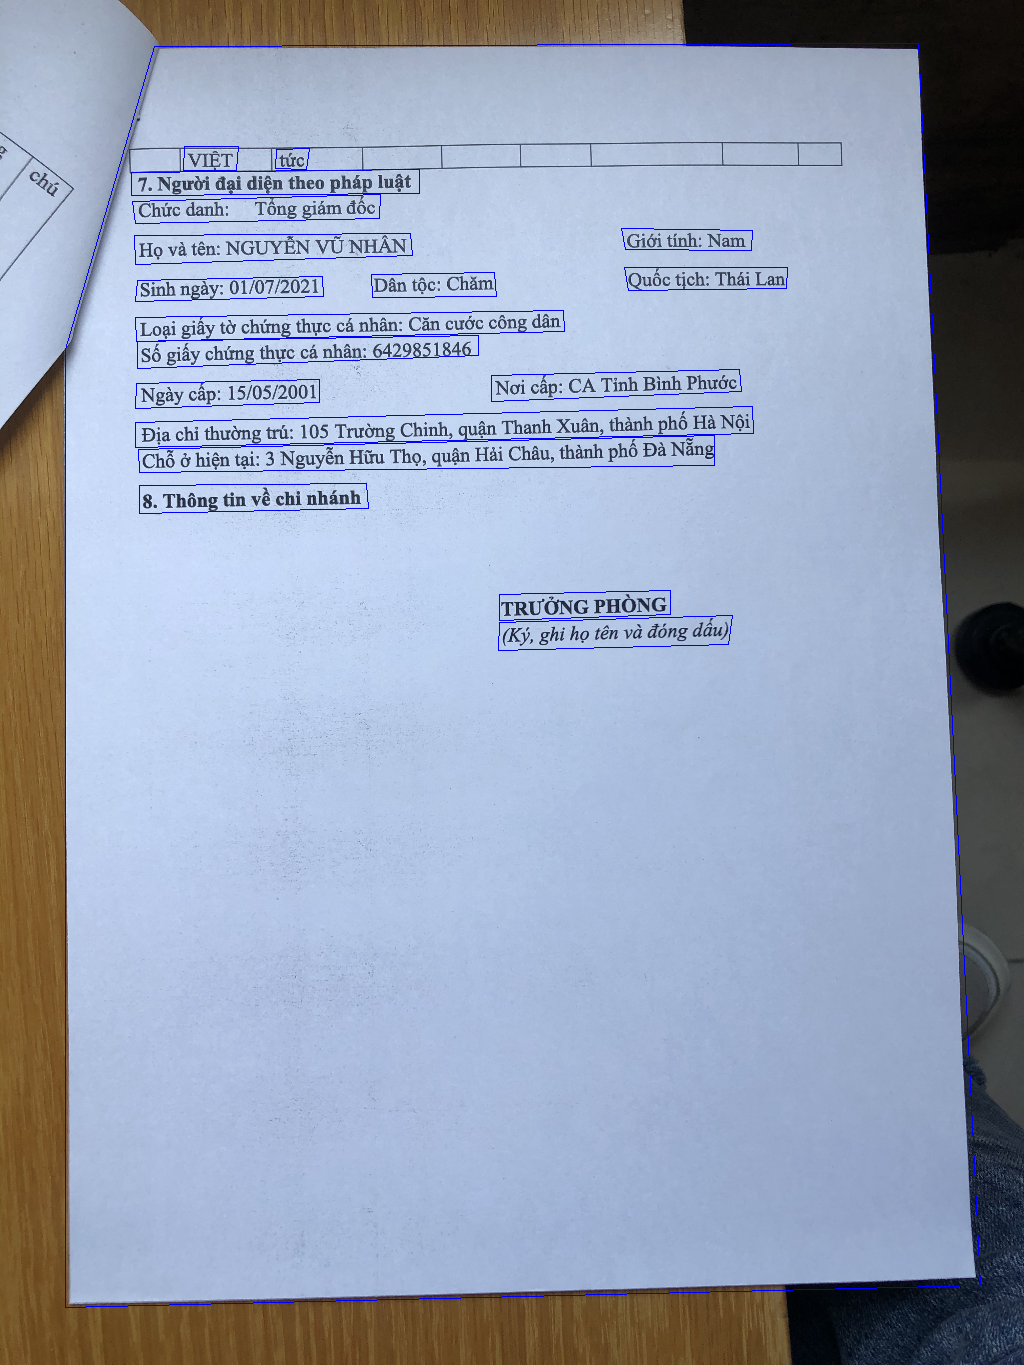 chú
VIỆT tức
7. Người đại diện theo pháp luật
Chức danh: Tổng giám đốc
Họ và tên: NGUYỄN VŨ NHÂN Giới tính: Nam
Sinh ngày: 01/07/2021 Dân tộc: Chăm Quốc tịch: Thái Lan
Loại giấy tờ chứng thực cá nhân: Căn cước công dân
Số giấy chứng thực cá nhân: 6429851846
Ngày cấp: 15/05/2001 Nơi cấp: CA Tỉnh Bình Phước
Địa chỉ thường trú: 105 Trường Chinh, quận Thanh Xuân, thành phố Hà Nội
Chỗ ở hiện tại: 3 Nguyễn Hữu Thọ, quận Hải Châu, thành phố Đà Nẵng
8. Thông tin về chi nhánh
TRƯỞNG PHÒNG
(Ký, ghi họ tên và đóng dấu)